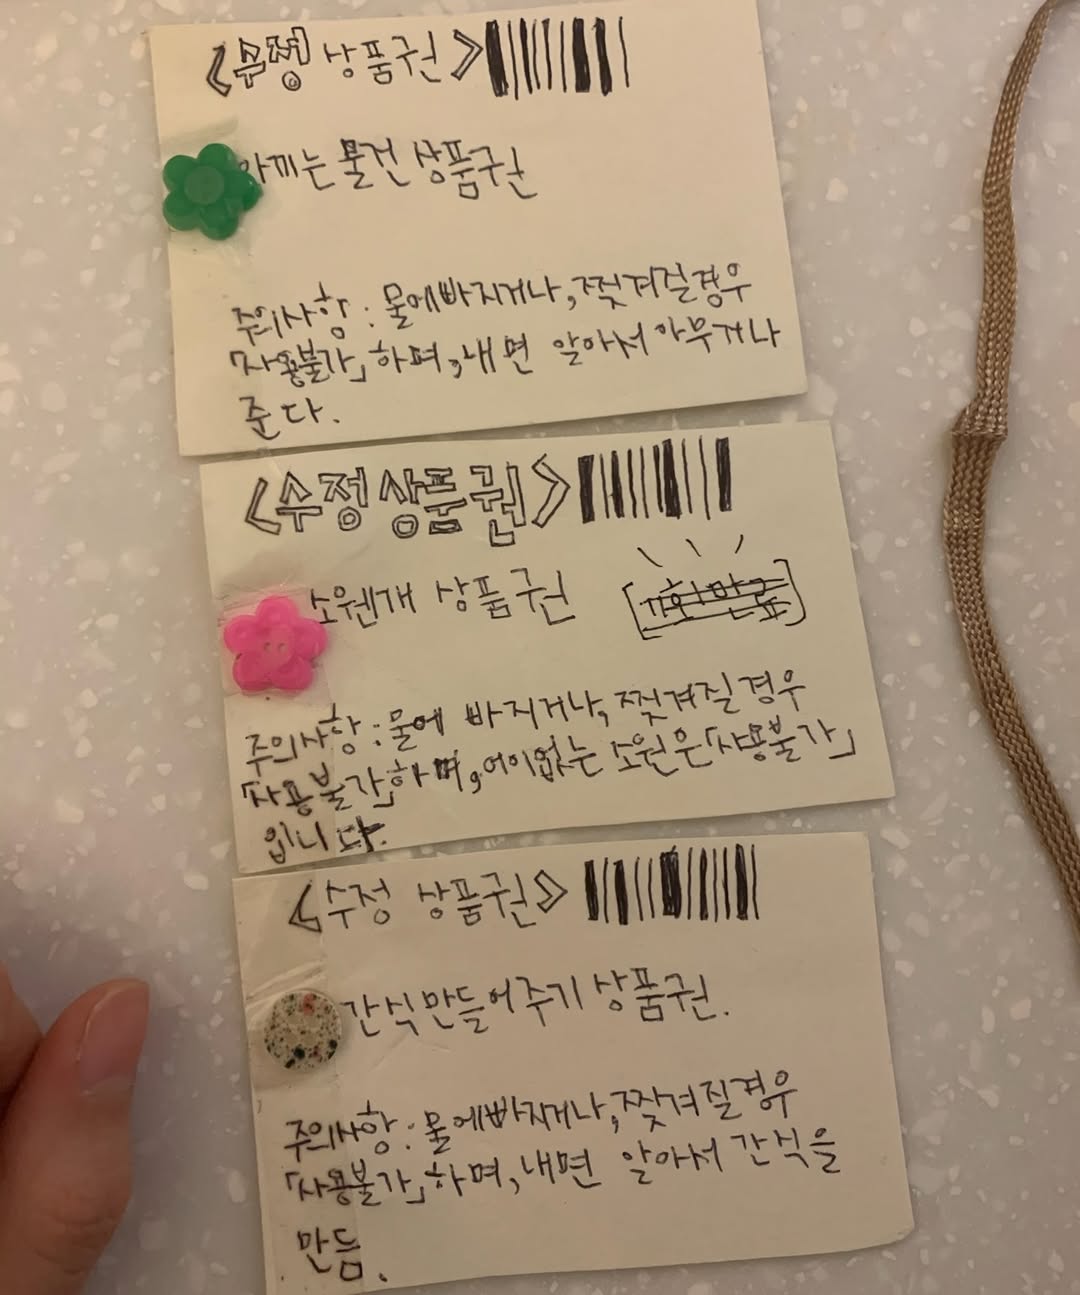 <수정 상품권>
아끼는 물건 상품권
주의사항 : 물에빠지거나, 찢겨질경우
「사용불가」하며, 내면 알아서 아무거나
준다.
<수정상품권>
소원2개 상품권
주의사항 : 물에 빠지거나, 찢겨질경우
「사용불가」하며, 어이없는 소원은「사용불가」
입니다.
<수정 상품권>
간식만들어주기 상품권.
주의사항 : 물에빠지거나, 찢겨질경우
「사용불가」하며, 내면 알아서 간식을
만듬.